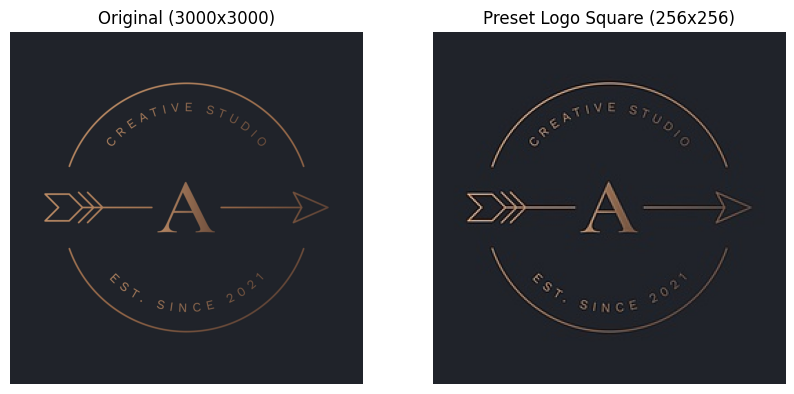 Original (3000x3000)
CREATIVE STUDIO
A
EST. SINCE 2021
Preset Logo Square (256x256)
CREATIVE STUDIO
A
EST. SINCE 2021